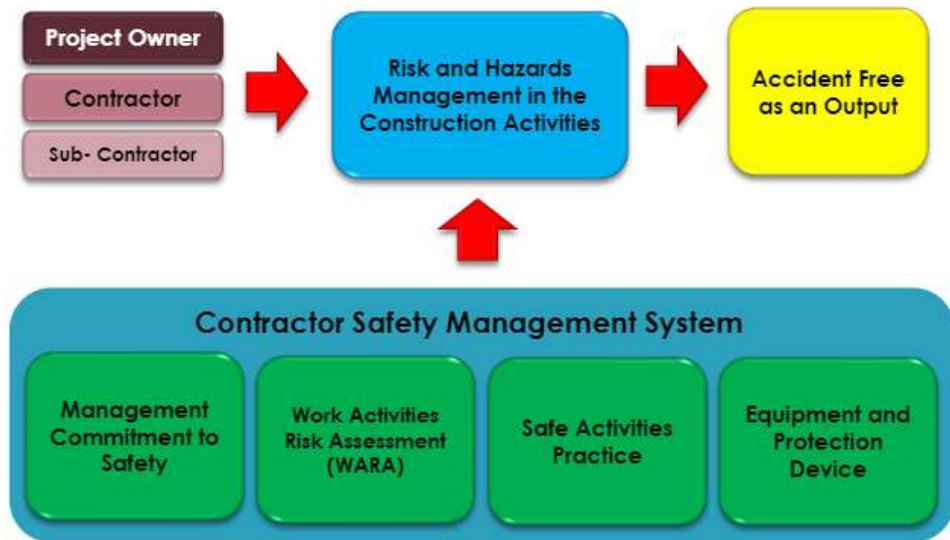 Project Owner
Contractor
Sub- Contractor
Risk and Hazards
Management in the
Construction Activities
Accident Free
as an Output
Contractor Safety Management System
Management
Commitment to
Safety
Work Activities
Risk Assessment
(WARA)
Safe Activities
Practice
Equipment and
Protection
Device